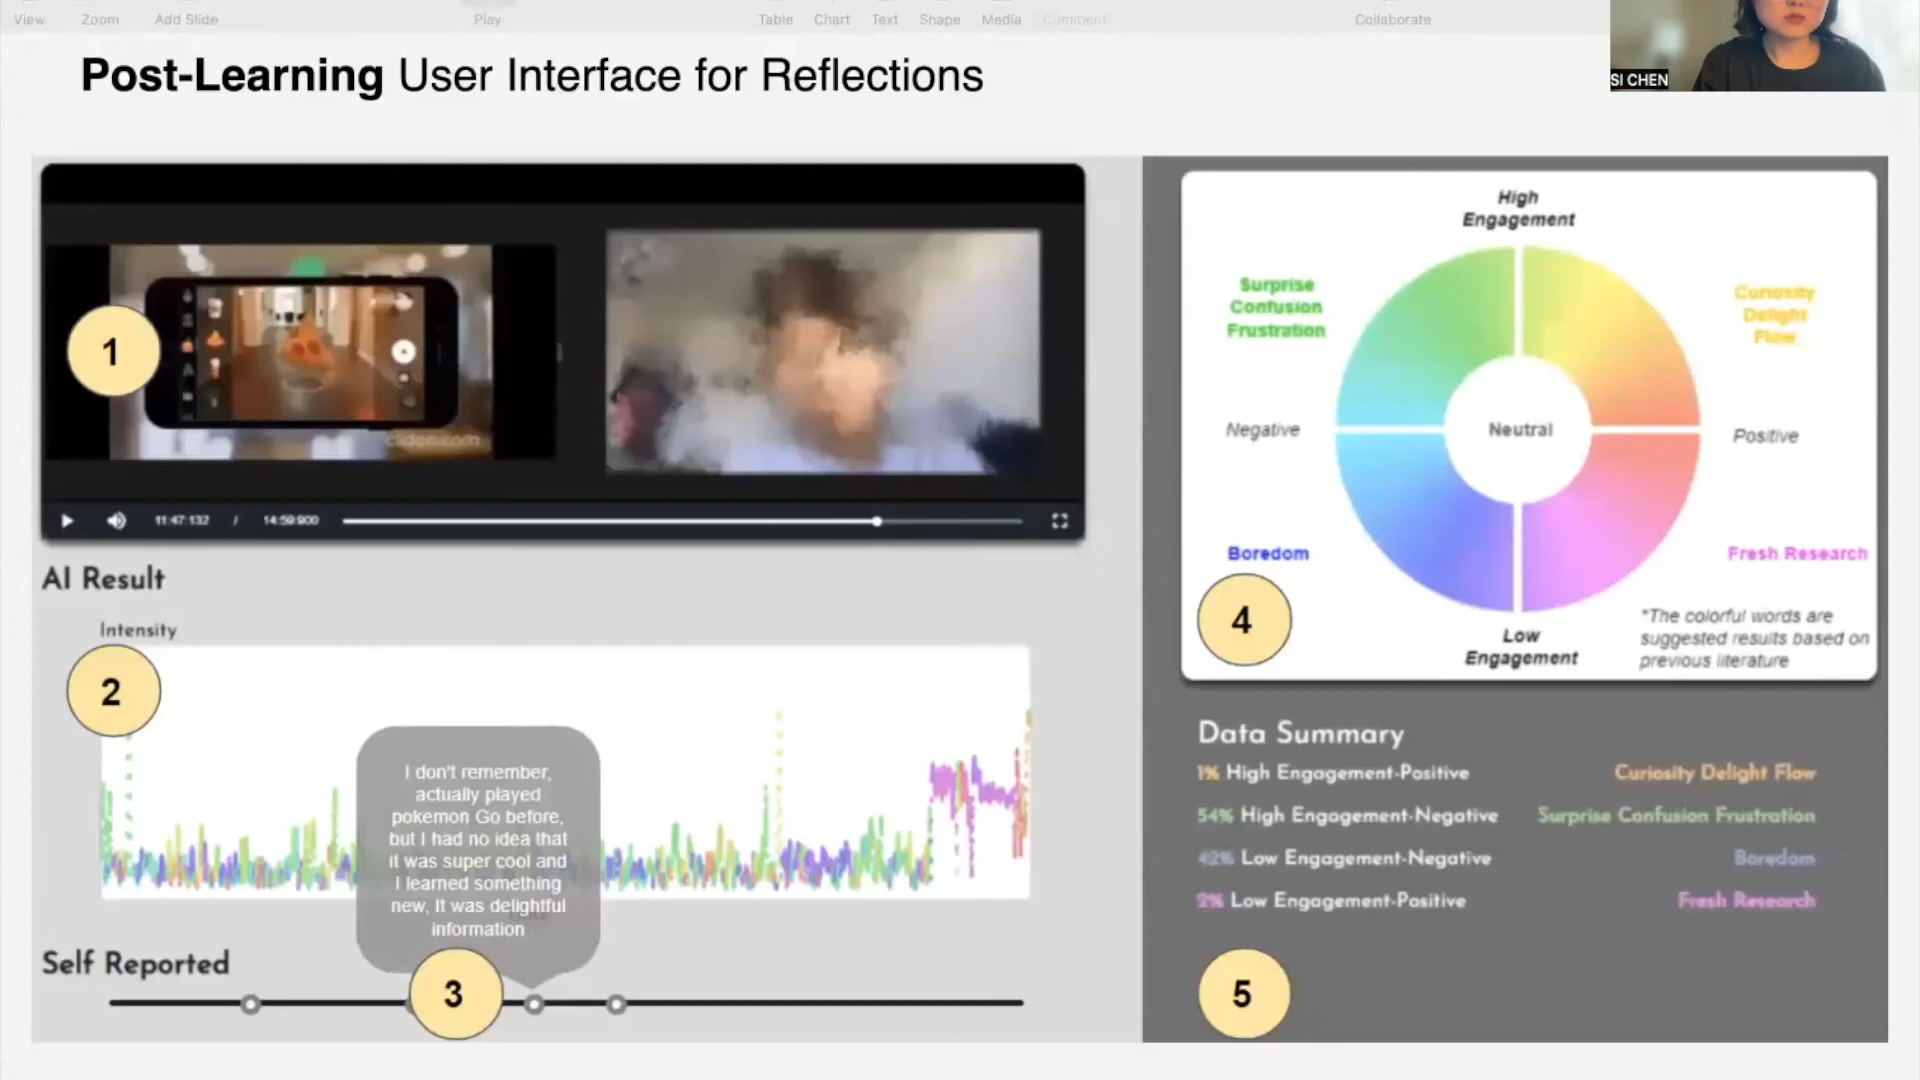 View Zoom Add Slide Play Table Chart Text Shape Media Comment Collaborate
Post-Learning User Interface for Reflections
SI CHEN
1
11:47:132 / 14:59:900
AI Result
Intensity
2
I don't remember,
actually played
pokemon Go before,
but I had no idea that
it was super cool and
I learned something
new, It was delightful
information
Self Reported
3
High
Engagement
Surprise
Confusion
Frustration
Curiosity
Delight
Flow
Negative
Neutral
Positive
Boredom
Fresh Research
4
Low
Engagement
*The colorful words are
suggested results based on
previous literature
Data Summary
1% High Engagement-Positive Curiosity Delight Flow
54% High Engagement-Negative Surprise Confusion Frustration
42% Low Engagement-Negative Boredom
2% Low Engagement-Positive Fresh Research
5